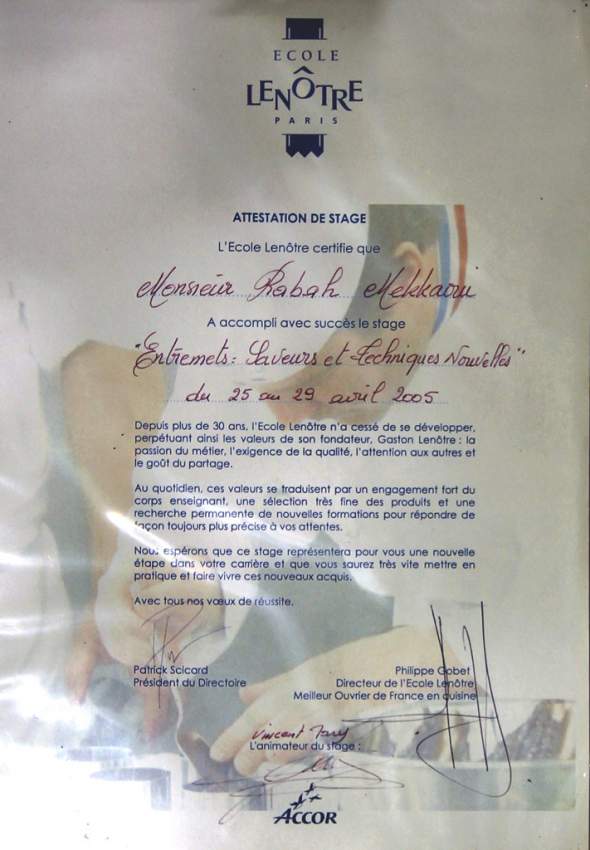 ECOLE
LENÔTRE
PARIS
ATTESTATION DE STAGE
L'Ecole Lenôtre certifie que
Monsieur Rabah Mekkaoui
A accompli avec succès le stage
"Entremets: Saveurs et Techniques Nouvelles"
du 25 au 29 avril 2005
Depuis plus de 30 ans, l'Ecole Lenôtre n'a cessé de se développer,
perpétuant ainsi les valeurs de son fondateur, Gaston Lenôtre : la
passion du métier, l'exigence de la qualité, l'attention aux autres et
le goût du partage.
Au quotidien, ces valeurs se traduisent par un engagement fort du
corps enseignant, une sélection très fine des produits et une
recherche permanente de nouvelles formations pour répondre de
façon toujours plus précise à vos attentes.
Nous espérons que ce stage représentera pour vous une nouvelle
étape dans votre carrière et que vous saurez très vite mettre en
pratique et faire vivre ces nouveaux acquis.
Avec tous nos vœux de réussite.
Patrick Scicard
Président du Directoire
Philippe Gobet
Directeur de l'Ecole Lenôtre
Meilleur Ouvrier de France en cuisine
Vincent
L'animateur du stage :
ACCOR